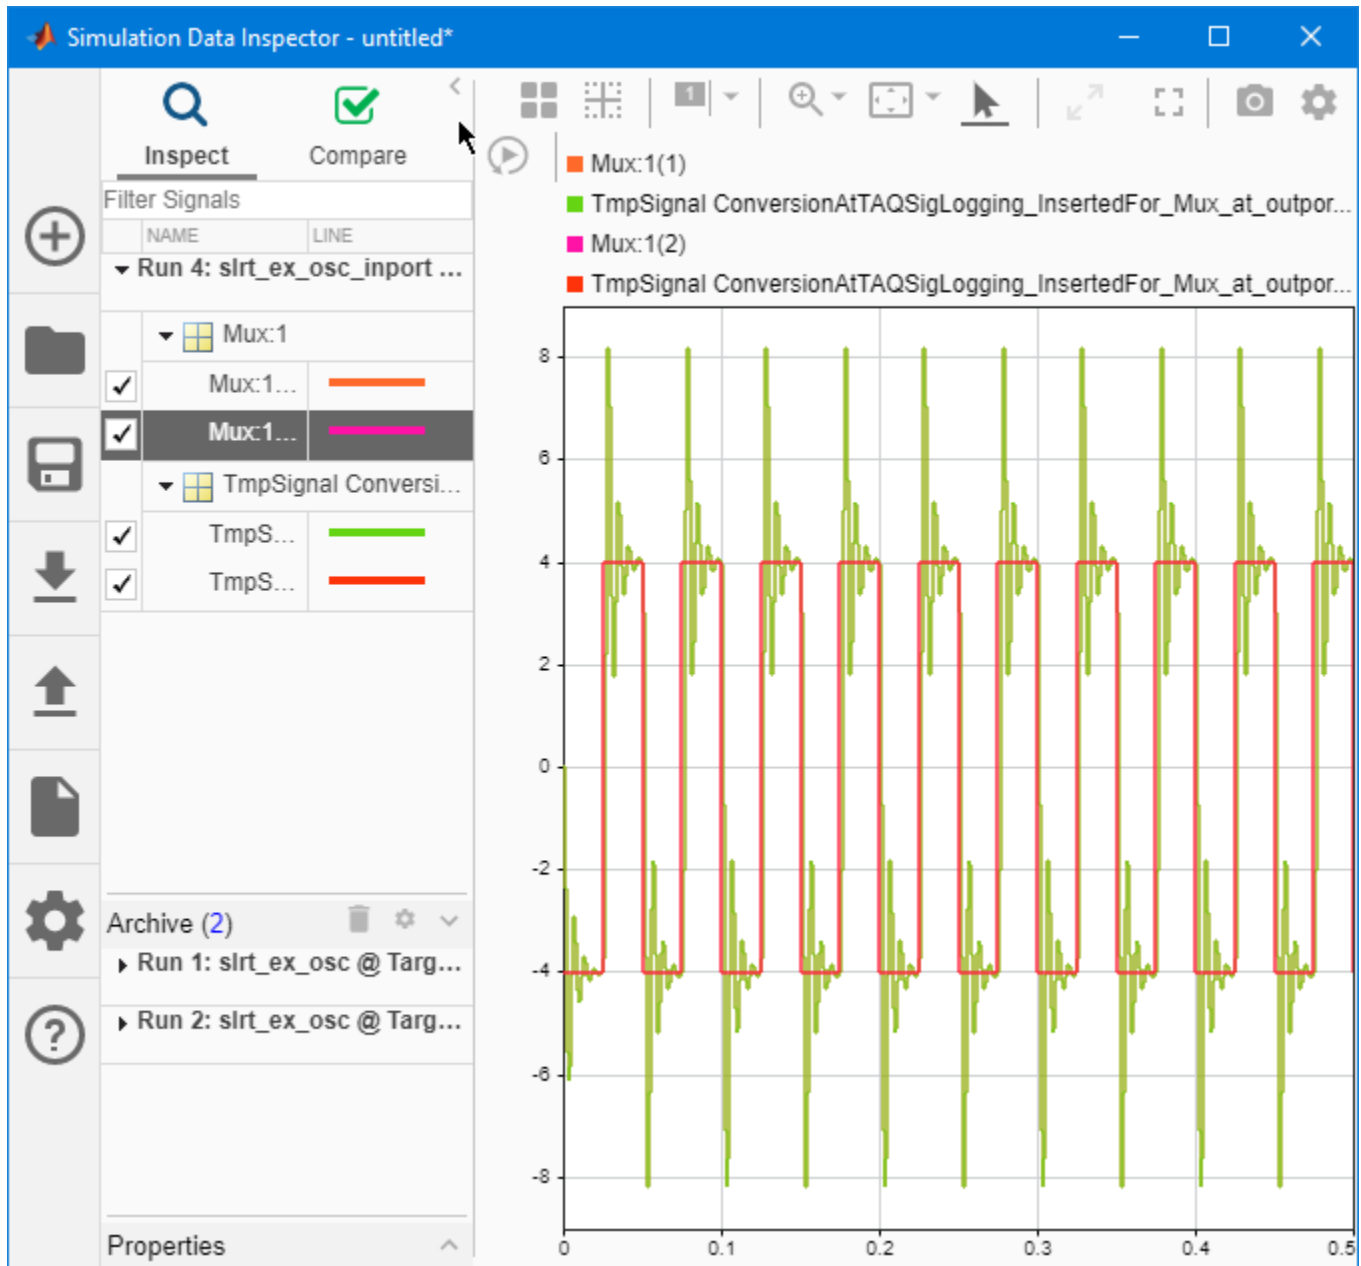 Simulation Data Inspector - untitled*
Inspect
Compare
Filter Signals
NAME LINE
Run 4: slrt_ex_osc_inport ...
Mux:1
Mux:1...
Mux:1...
TmpSignal Conversi...
TmpS...
TmpS...
Archive (2)
Run 1: slrt_ex_osc @ Targ...
Run 2: slrt_ex_osc @ Targ...
Properties
1
Mux:1(1)
TmpSignal ConversionAtTAQSigLogging_InsertedFor_Mux_at_outpor...
Mux:1(2)
TmpSignal ConversionAtTAQSigLogging_InsertedFor_Mux_at_outpor...
8
6
4
2
0
-2
-4
-6
-8
0 0.1 0.2 0.3 0.4 0.5